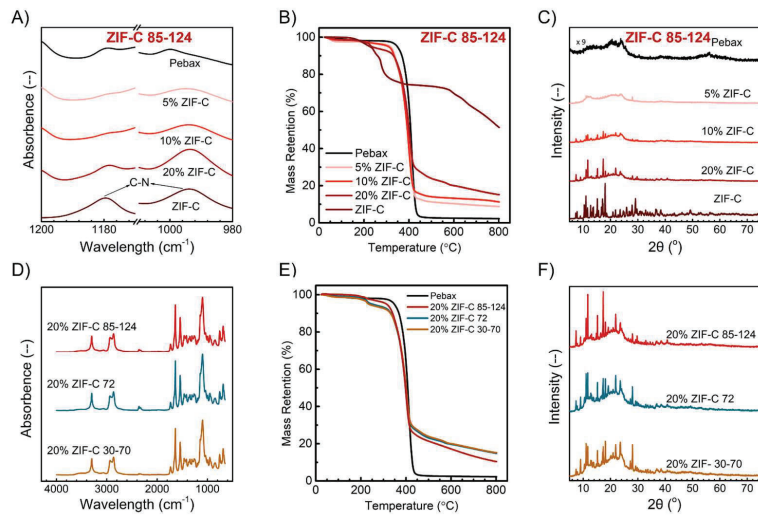 A)
ZIF-C 85-124
Pebax
5% ZIF-C
10% ZIF-C
20% ZIF-C
C-N
ZIF-C
Absorbence (--)
1200 1180 1000 980
Wavelength (cm-1)
B)
ZIF-C 85-124
100
80
60
40
20
0
Mass Retention (%)
Pebax
5% ZIF-C
10% ZIF-C
20% ZIF-C
ZIF-C
0 200 400 600 800
Temperature (°C)
C)
ZIF-C 85-124
x 9
Pebax
5% ZIF-C
10% ZIF-C
20% ZIF-C
ZIF-C
Intensity (--)
10 20 30 40 50 60 70
2θ (°)
D)
20% ZIF-C 85-124
20% ZIF-C 72
20% ZIF-C 30-70
Absorbence (--)
4000 3000 2000 1000
Wavelength (cm-1)
E)
100
80
60
40
20
0
Mass Retention (%)
Pebax
20% ZIF-C 85-124
20% ZIF-C 72
20% ZIF-C 30-70
0 200 400 600 800
Temperature (°C)
F)
20% ZIF-C 85-124
20% ZIF-C 72
20% ZIF- 30-70
Intensity (--)
10 20 30 40 50 60 70
2θ (°)